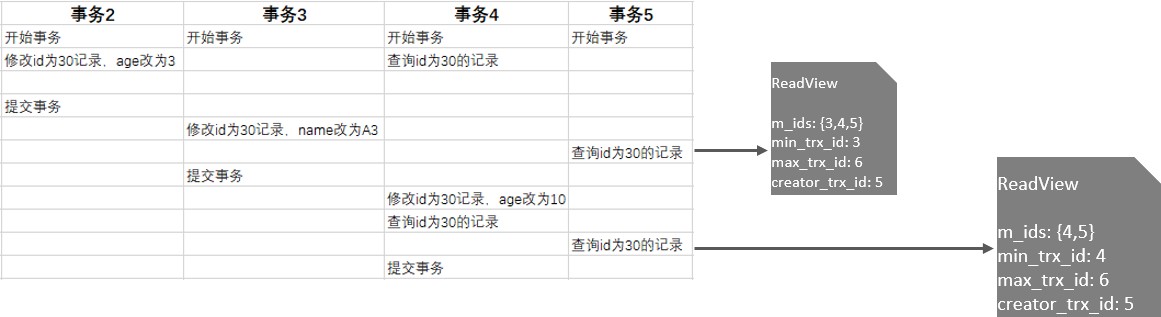 事务2 事务3 事务4 事务5
开始事务 开始事务 开始事务 开始事务
修改id为30记录、age改为3 查询id为30的记录
提交事务
修改id为30记录、name改为A3
查询id为30的记录
提交事务
修改id为30记录、age改为10
查询id为30的记录
查询id为30的记录
提交事务
ReadView
m_ids: {3,4,5}
min_trx_id: 3
max_trx_id: 6
creator_trx_id: 5
ReadView
m_ids: {4,5}
min_trx_id: 4
max_trx_id: 6
creator_trx_id: 5